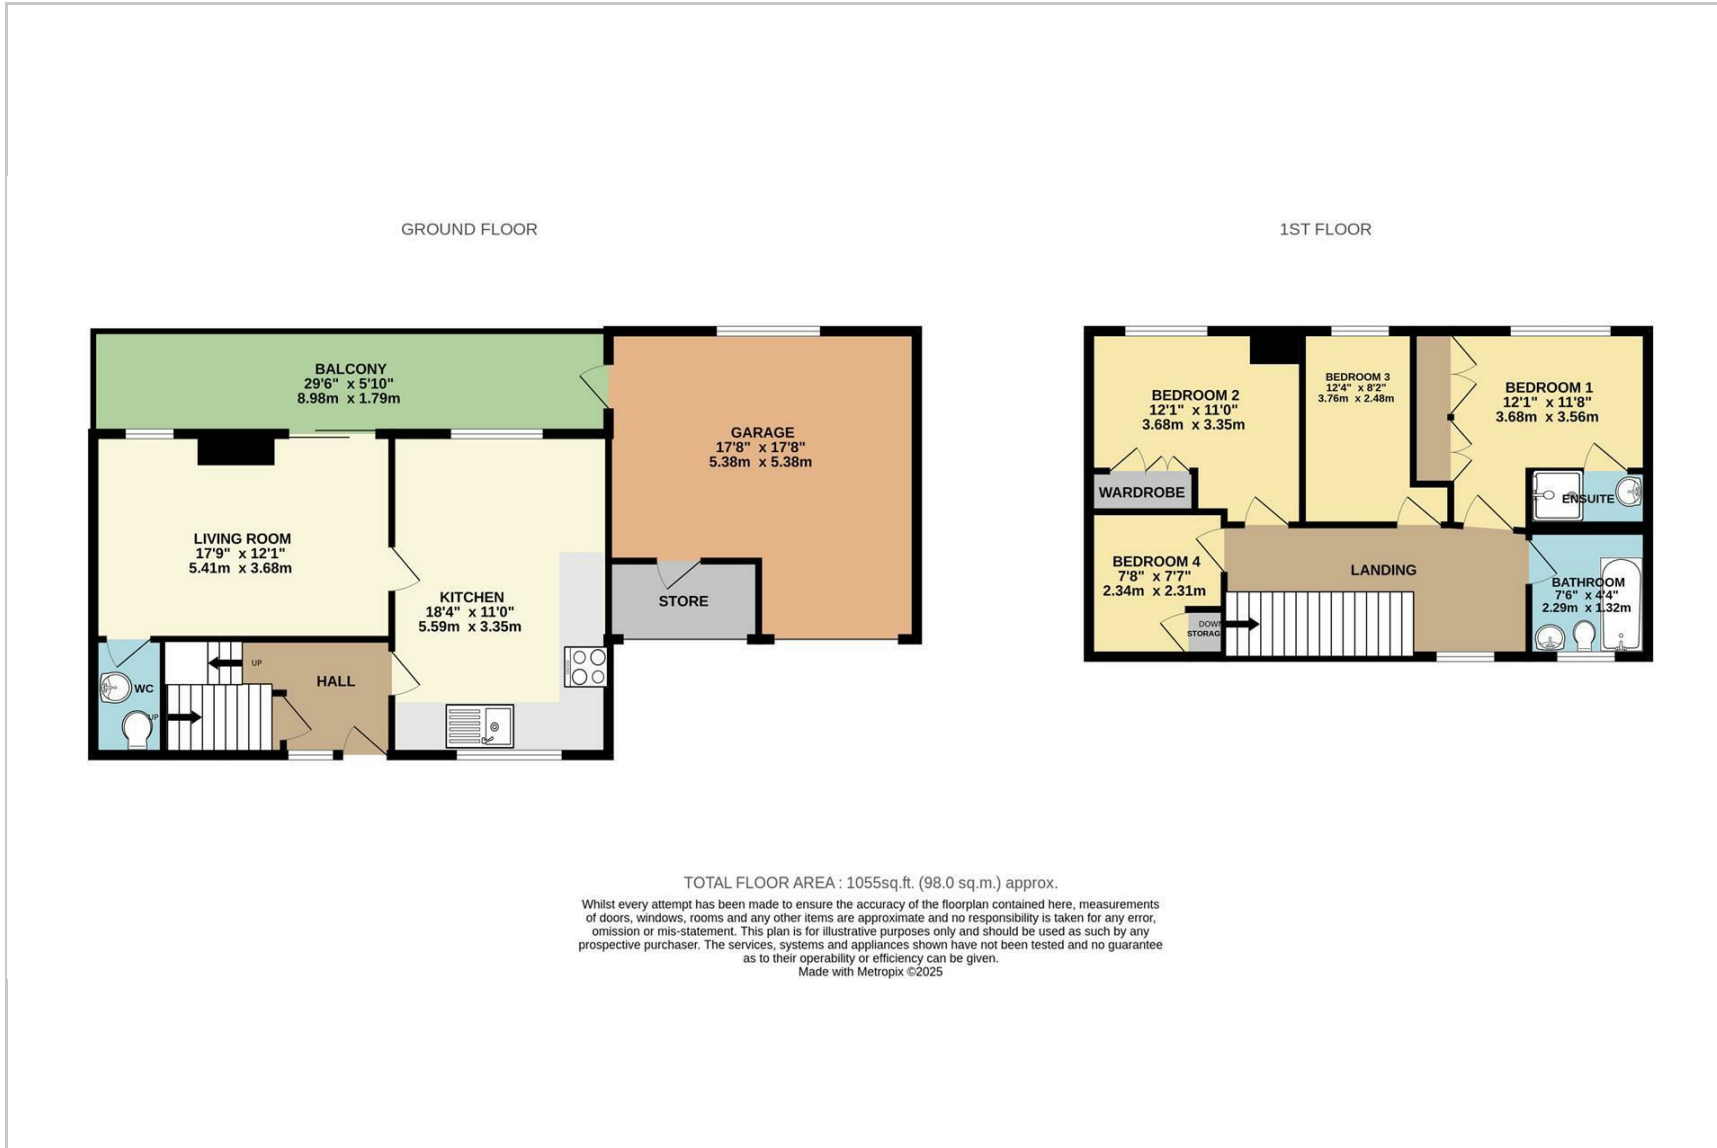 GROUND FLOOR
BALCONY
29'6" x 5'10"
8.98m x 1.79m
GARAGE
17'8" x 17'8"
5.38m x 5.38m
LIVING ROOM
17'9" x 12'1"
5.41m x 3.68m
KITCHEN
18'4" x 11'0"
5.59m x 3.35m
STORE
UP
HALL
WC
UP
1ST FLOOR
BEDROOM 2
12'1" x 11'0"
3.68m x 3.35m
BEDROOM 3
12'4" x 8'2"
3.76m x 2.48m
BEDROOM 1
12'1" x 11'8"
3.68m x 3.56m
WARDROBE
ENSUITE
BEDROOM 4
7'8" x 7'7"
2.34m x 2.31m
LANDING
BATHROOM
7'6" x 4'4"
2.29m x 1.32m
DOWN
STORAGE
TOTAL FLOOR AREA : 1055sq.ft. (98.0 sq.m.) approx.
Whilst every attempt has been made to ensure the accuracy of the floorplan contained here, measurements
of doors, windows, rooms and any other items are approximate and no responsibility is taken for any error,
omission or mis-statement. This plan is for illustrative purposes only and should be used as such by any
prospective purchaser. The services, systems and appliances shown have not been tested and no guarantee
as to their operability or efficiency can be given.
Made with Metropix ©2025